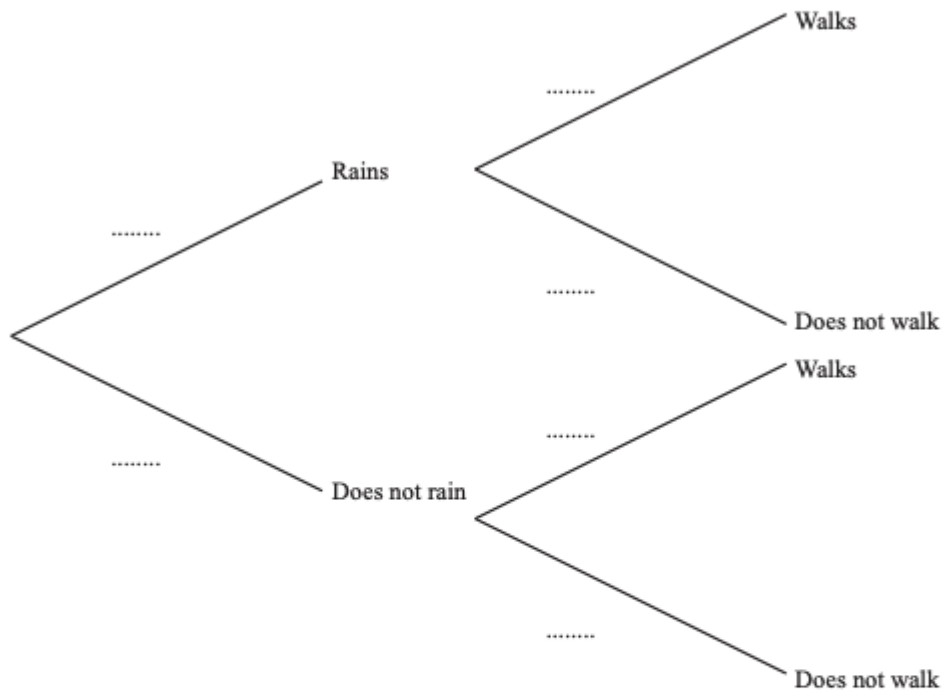 Walks
........
Rains
........
........
Does not walk
Walks
........
........
Does not rain
........
Does not walk